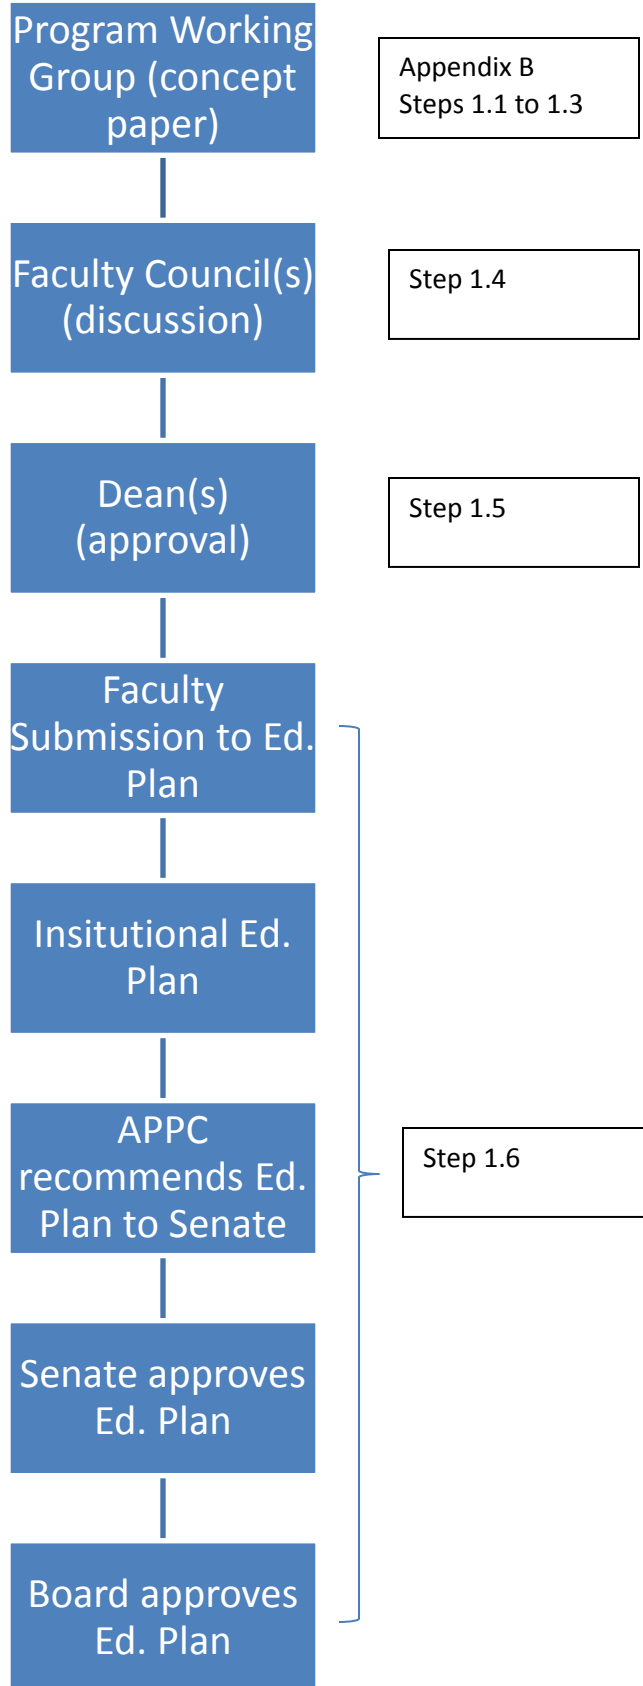 Program Working
Group (concept
paper)
Appendix B
Steps 1.1 to 1.3
Faculty Council(s)
(discussion)
Step 1.4
Dean(s)
(approval)
Step 1.5
Faculty
Submission to Ed.
Plan
Insitutional Ed.
Plan
APPC
recommends Ed.
Plan to Senate
Step 1.6
Senate approves
Ed. Plan
Board approves
Ed. Plan